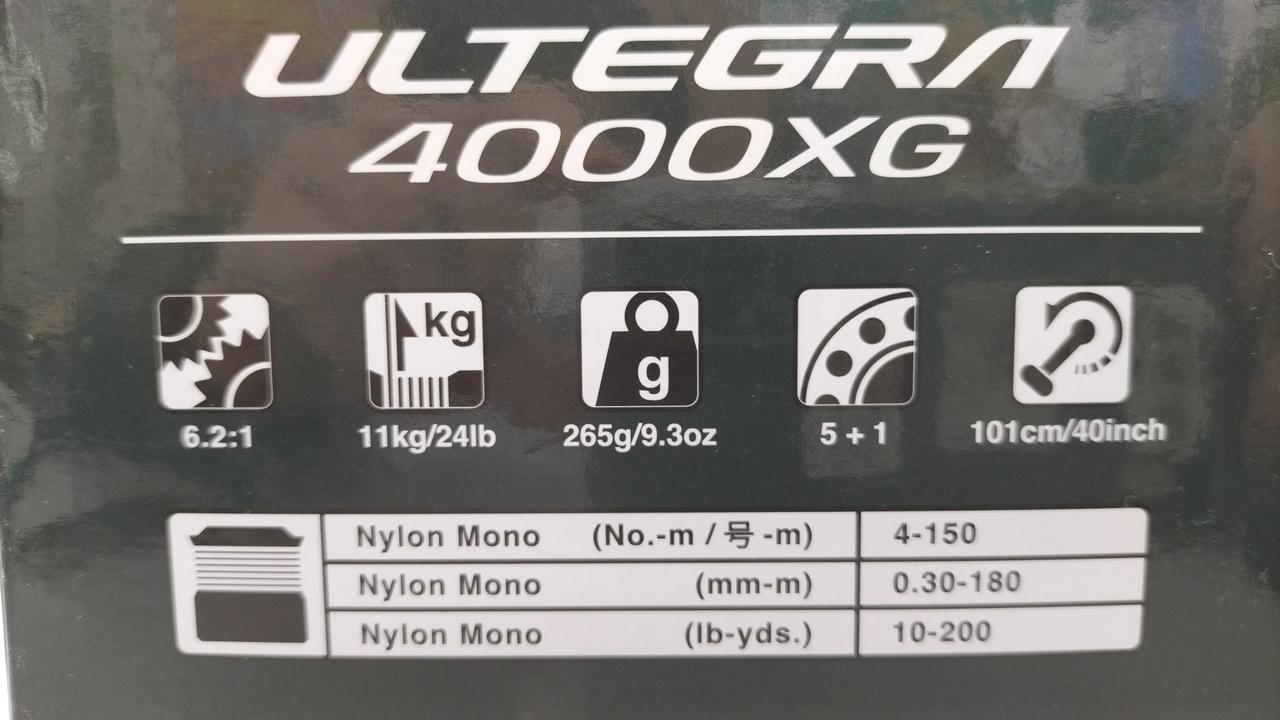 ULTEGRA
4000XG
kg
g
6.2:1 11kg/24lb 265g/9.3oz 5 + 1 101cm/40inch
Nylon Mono (No.-m / 号 -m) 4-150
Nylon Mono (mm-m) 0.30-180
Nylon Mono (lb-yds.) 10-200